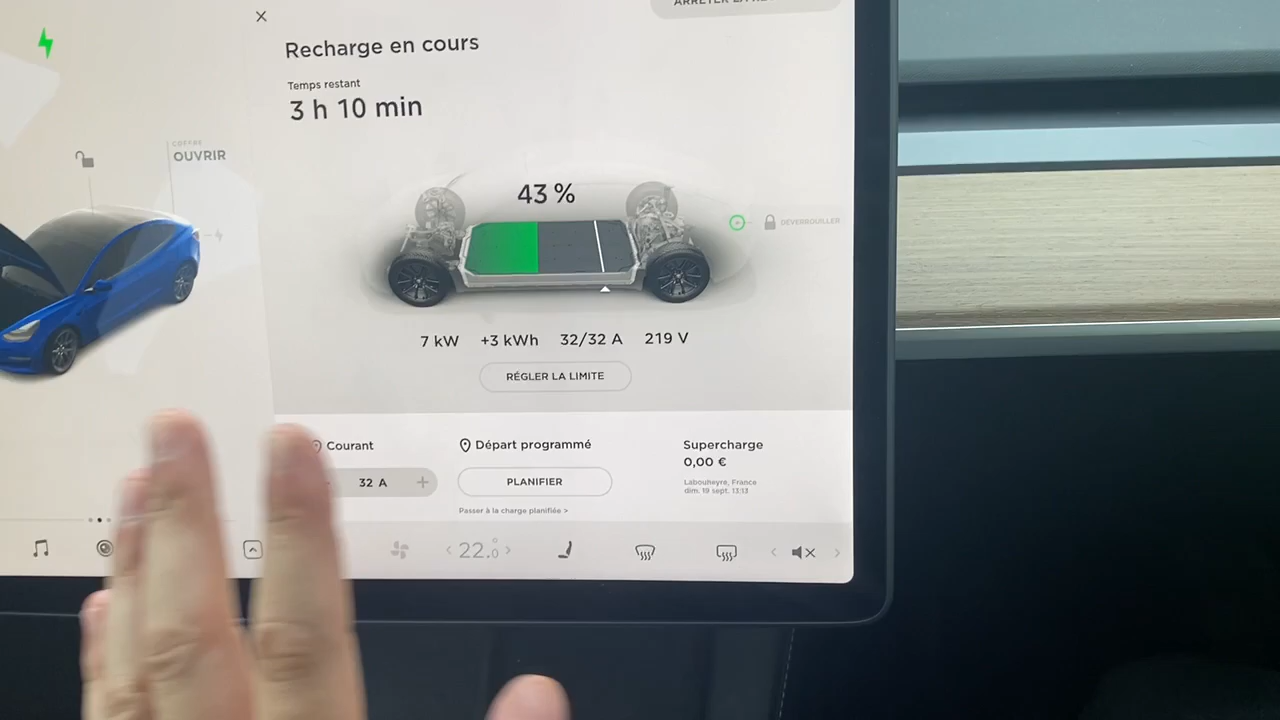 ARRÊTER LA
Recharge en cours
Temps restant
3 h 10 min
COFFRE
OUVRIR
43 %
DÉVERROUILLER
7 kW +3 kWh 32/32 A 219 V
RÉGLER LA LIMITE
Courant
32 A +
Départ programmé
PLANIFIER
Passer à la charge planifiée >
Supercharge
0,00 €
Labouheyre, France
dim. 19 sept. 13:13
22.0